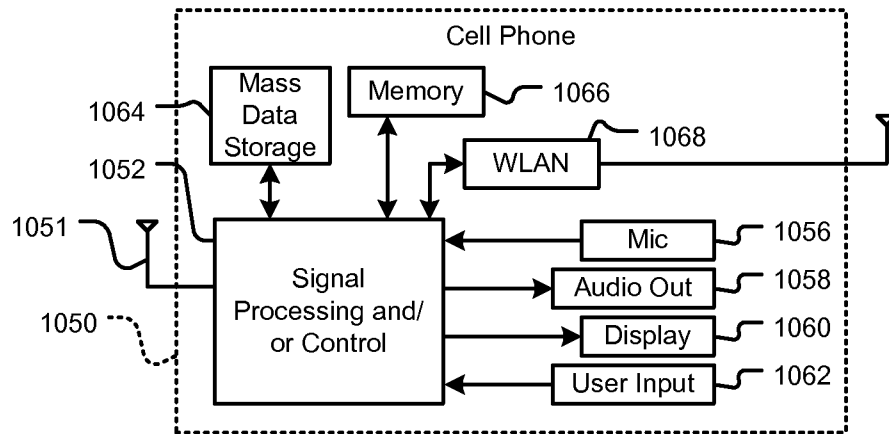 Cell Phone
Mass
Data
Storage
1064
Memory
1066
1068
WLAN
1052
1051
Signal
Processing and/
or Control
Mic
1056
Audio Out
1058
1050
Display
1060
User Input
1062